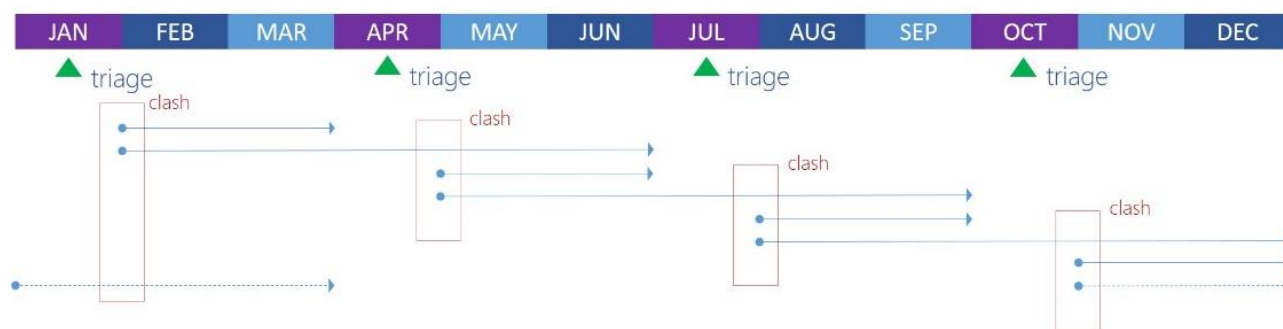 JAN FEB MAR APR MAY JUN JUL AUG SEP OCT NOV DEC
triage triage triage triage
clash
clash
clash
clash